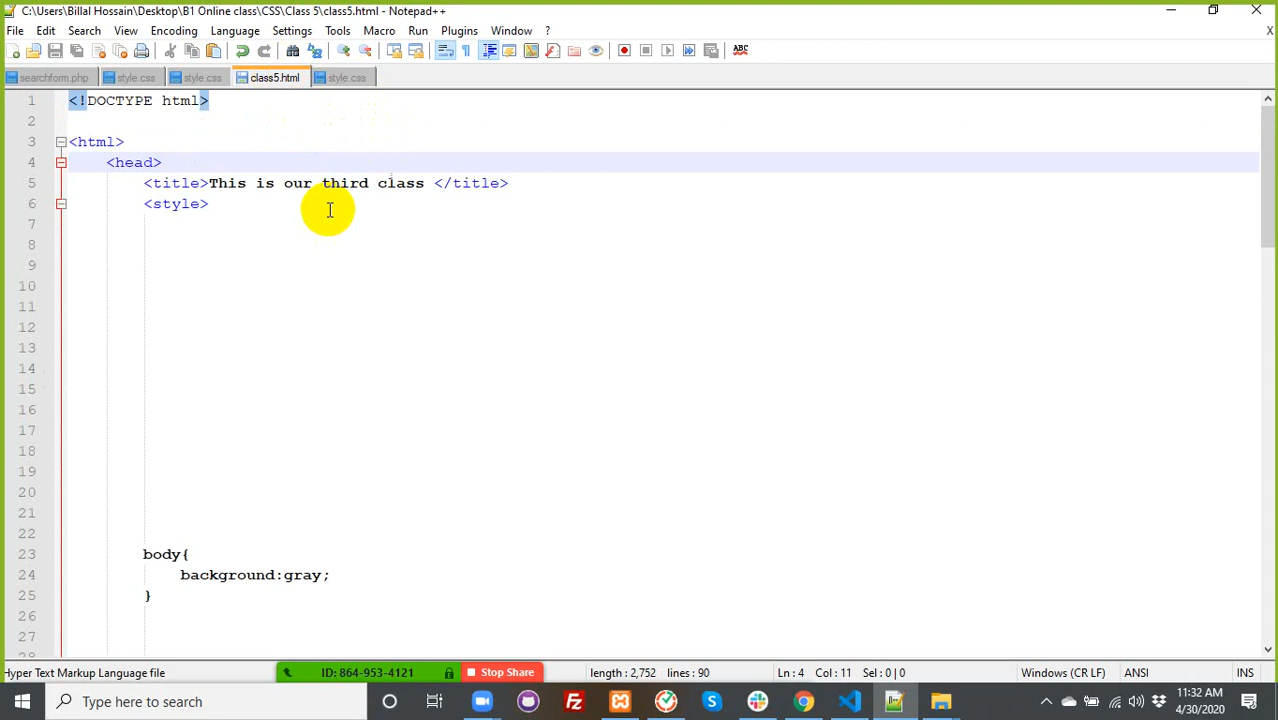 C:\Users\Billal Hossain\Desktop\B1 Online class\CSS\Class 5\class5.html - Notepad++
File Edit Search View Encoding Language Settings Tools Macro Run Plugins Window ? X
ABC
searchform.php style.css style.css class5.html style.css
1 <!DOCTYPE html>
2
3 <html>
4 <head>
5 <title>This is our third class </title>
6 <style>
7
8
9
10
11
12
13
14
15
16
17
18
19
20
21
22
23 body{
24 background:gray;
25 }
26
27
28
Hyper Text Markup Language file ID: 864-953-4121 Stop Share length : 2,752 lines : 90 Ln : 4 Col : 11 Sel : 0 | 0 Windows (CR LF) ANSI INS
Type here to search 11:32 AM
4/30/2020